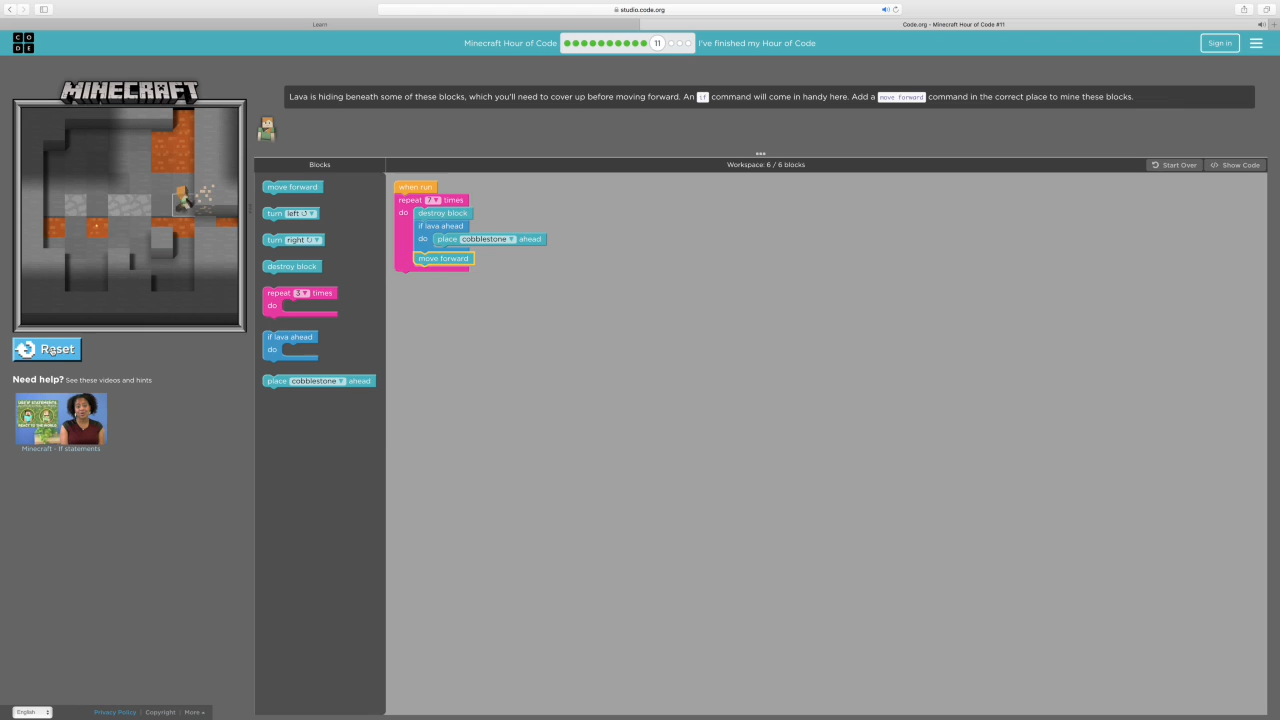 studio.code.org
Learn
Code.org - Minecraft Hour of Code #11
C O
D E
Minecraft Hour of Code
11
I've finished my Hour of Code
Sign in
MINECRAFT
Lava is hiding beneath some of these blocks, which you'll need to cover up before moving forward. An if command will come in handy here. Add a move forward command in the correct place to mine these blocks.
Blocks
Workspace: 6 / 6 blocks
Start Over
Show Code
move forward
turn left
turn right
destroy block
repeat 3 times
do
if lava ahead
do
place cobblestone ahead
when run
repeat 7 times
do
destroy block
if lava ahead
do
place cobblestone ahead
move forward
Reset
Need help? See these videos and hints
Minecraft - If statements
English
Privacy Policy
Copyright
More